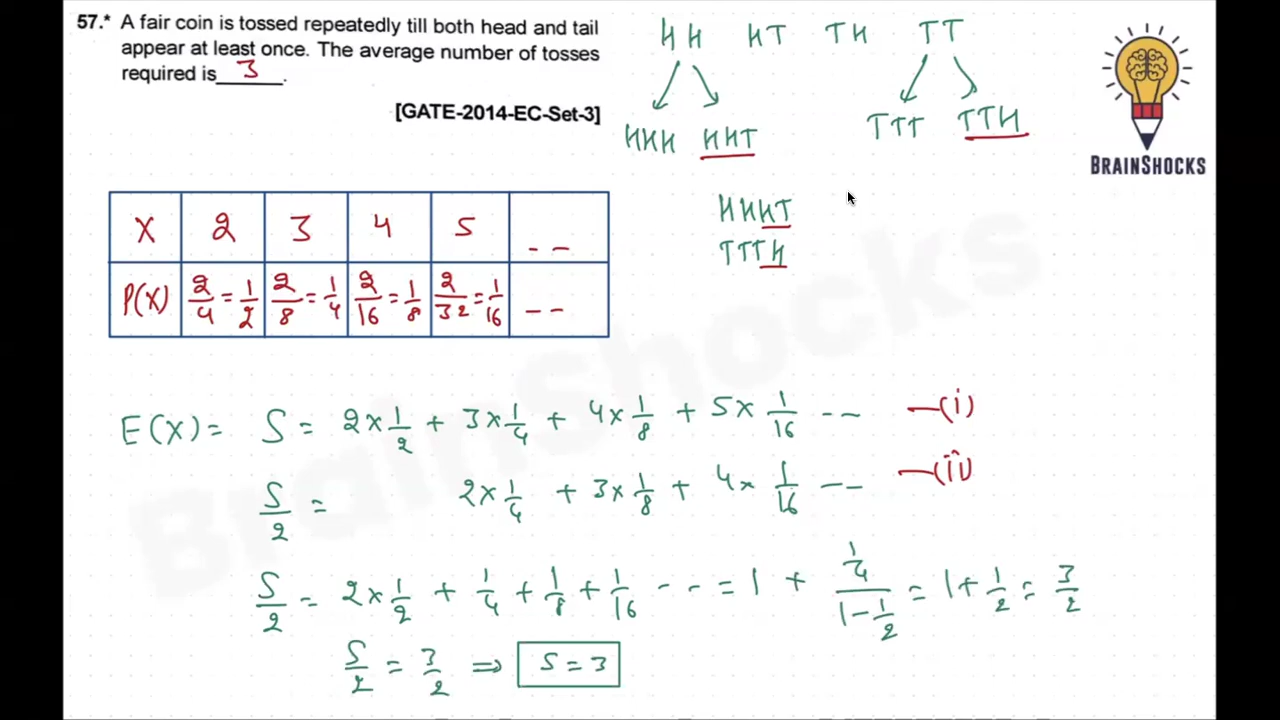 57.* A fair coin is tossed repeatedly till both head and tail
appear at least once. The average number of tosses
required is 3.
[GATE-2014-EC-Set-3]
HH HT TH TT
HHH HHT TTT TTH
HHHT
TTTH
BRAINSHOCKS
X 2 3 4 5 - -
P(X) 2/4 = 1/2 2/8 = 1/4 2/16 = 1/8 2/32 = 1/16 - -
E(X) = S = 2×1/2 + 3×1/4 + 4×1/8 + 5×1/16 -- —(i)
S/2 = 2×1/4 + 3×1/8 + 4×1/16 -- —(ii)
S/2 = 2×1/2 + 1/4 + 1/8 + 1/16 -- = 1 + (1/4)/(1-1/2) = 1+1/2 = 3/2
S/2 = 3/2 ⇒ S = 3
Brainshocks